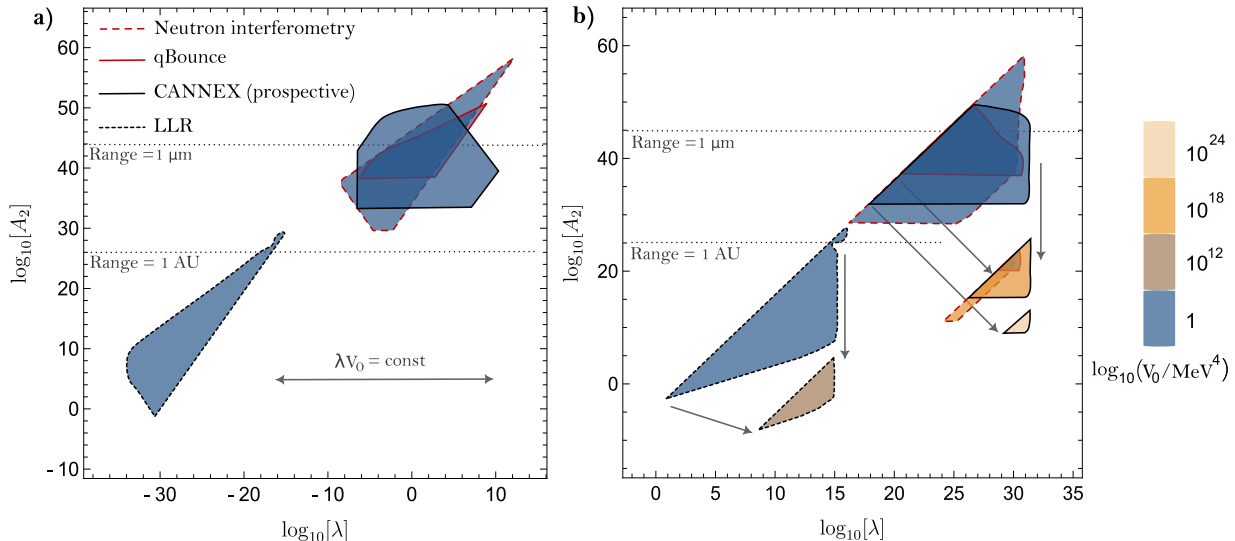 a)
Neutron interferometry
qBounce
CANNEX (prospective)
LLR
Range = 1 μm
Range = 1 AU
λV₀ = const
60
50
40
30
20
10
0
-10
log₁₀[A₂]
-30
-20
-10
0
10
log₁₀[λ]
b)
Range = 1 μm
Range = 1 AU
60
40
20
0
log₁₀[A₂]
0
5
10
15
20
25
30
35
log₁₀[λ]
10²⁴
10¹⁸
10¹²
1
log₁₀(V₀/MeV⁴)